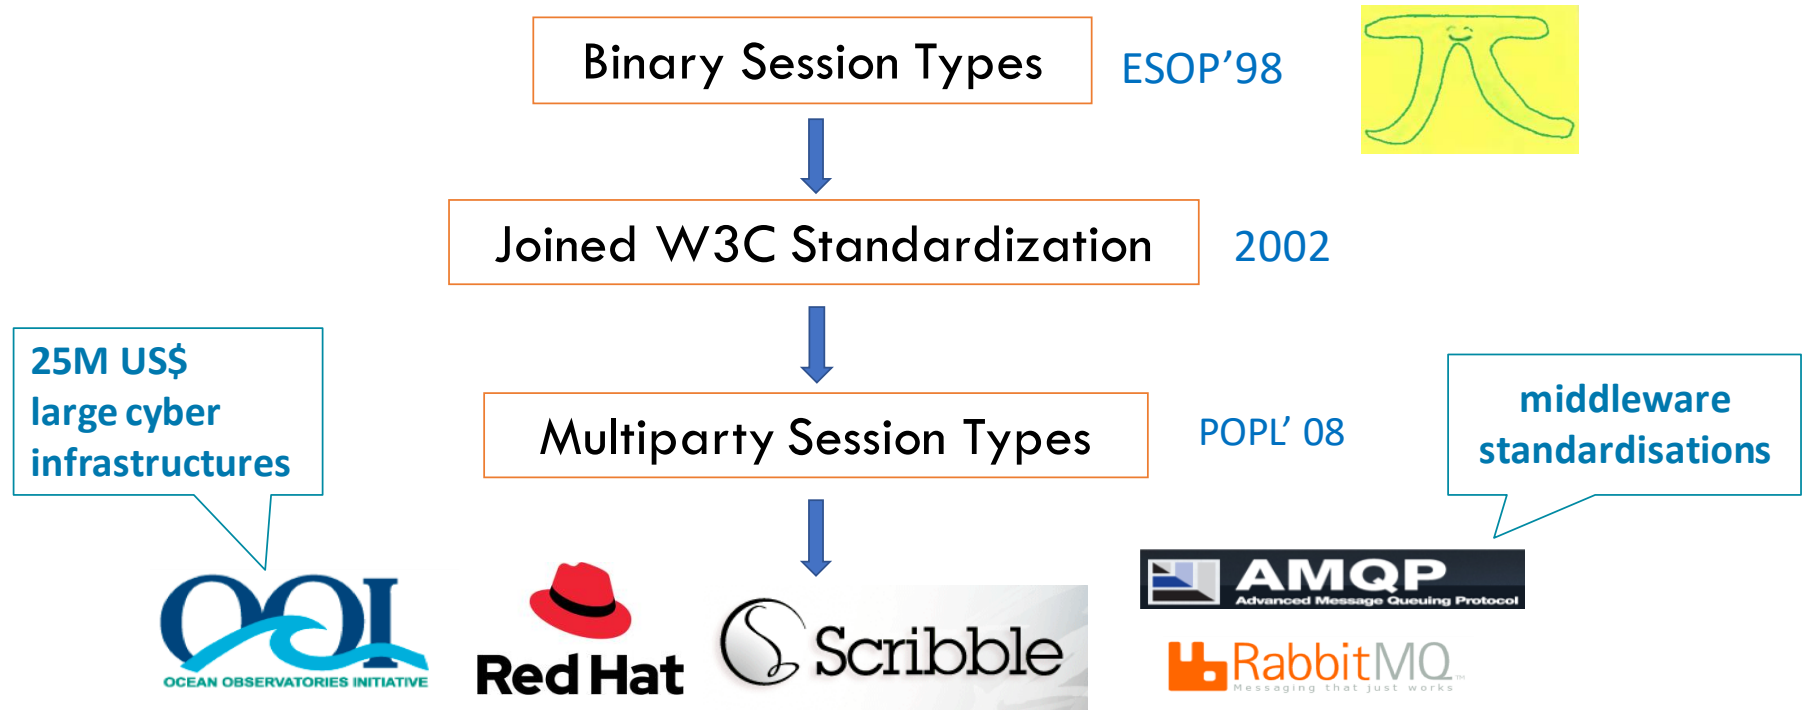 Binary Session Types
ESOP’98
Joined W3C Standardization
2002
25M US$
large cyber
infrastructures
Multiparty Session Types
POPL’ 08
middleware
standardisations
OOI
OCEAN OBSERVATORIES INITIATIVE
Red Hat
Scribble
AMQP
Advanced Message Queuing Protocol
RabbitMQ™
Messaging that just works